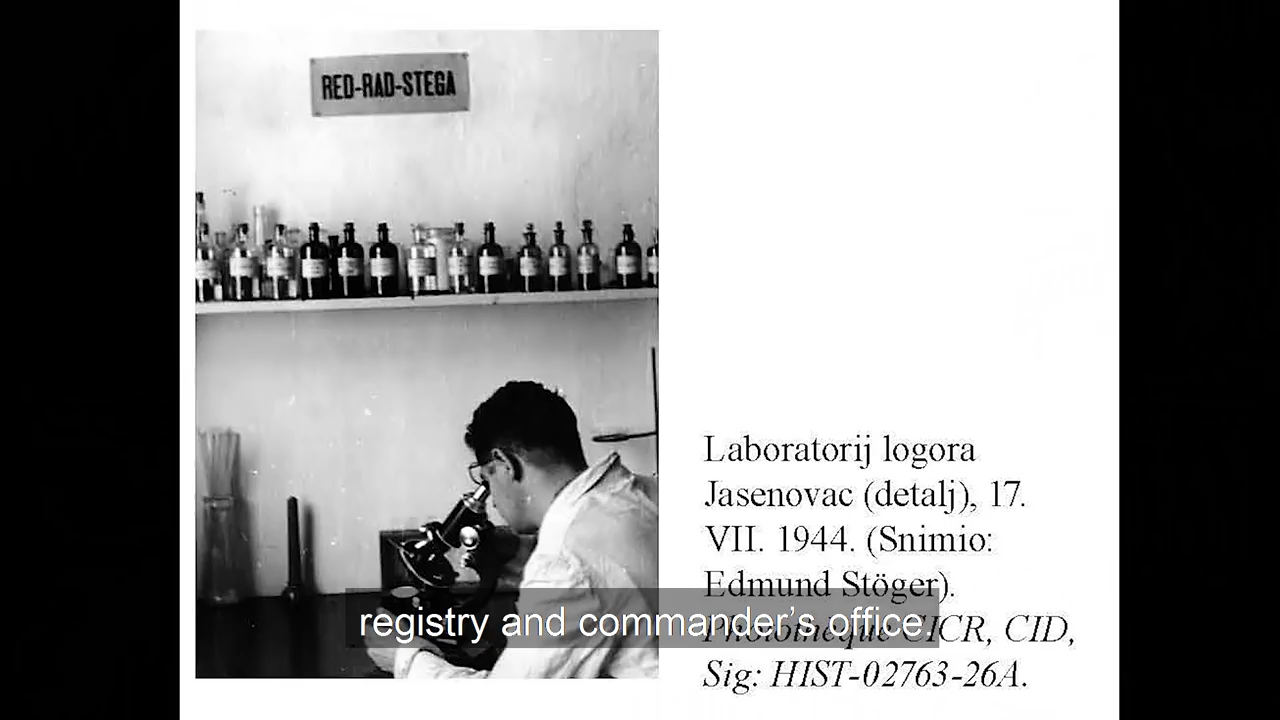 RED-RAD-STEGA
Laboratorij logora
Jasenovac (detalj), 17.
VII. 1944. (Snimio:
Edmund Stöger).
Photothèque CICR, CID,
Sig: HIST-02763-26A.
registry and commander’s office.